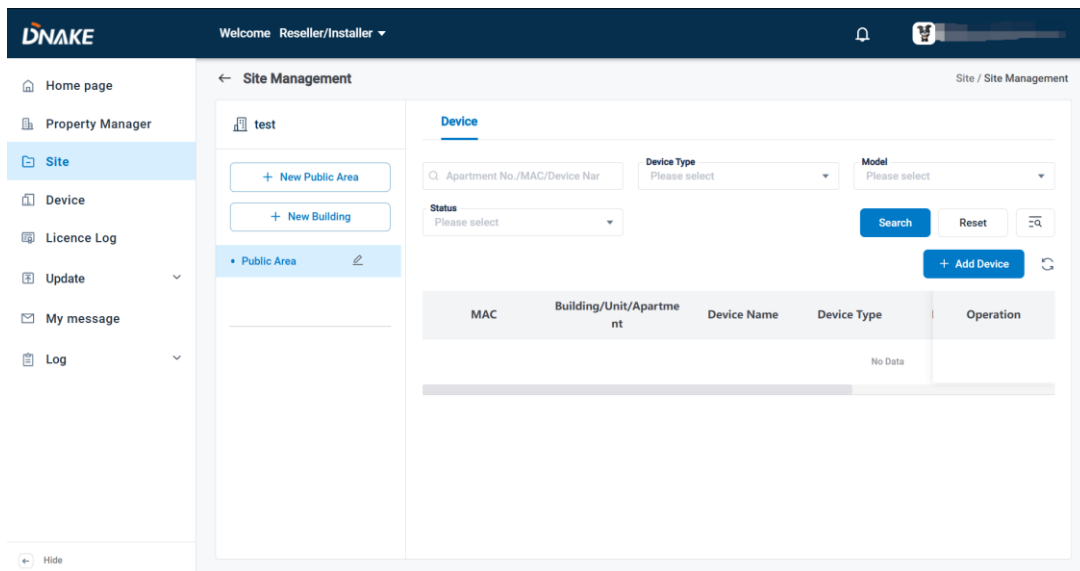 DNAKE
Welcome Reseller/Installer
Home page
Property Manager
Site
Device
Licence Log
Update
My message
Log
Hide
Site Management
Site / Site Management
test
+ New Public Area
+ New Building
• Public Area
Device
Apartment No./MAC/Device Nar
Device Type
Please select
Model
Please select
Status
Please select
Search
Reset
+ Add Device
MAC
Building/Unit/Apartme
nt
Device Name
Device Type
Operation
No Data